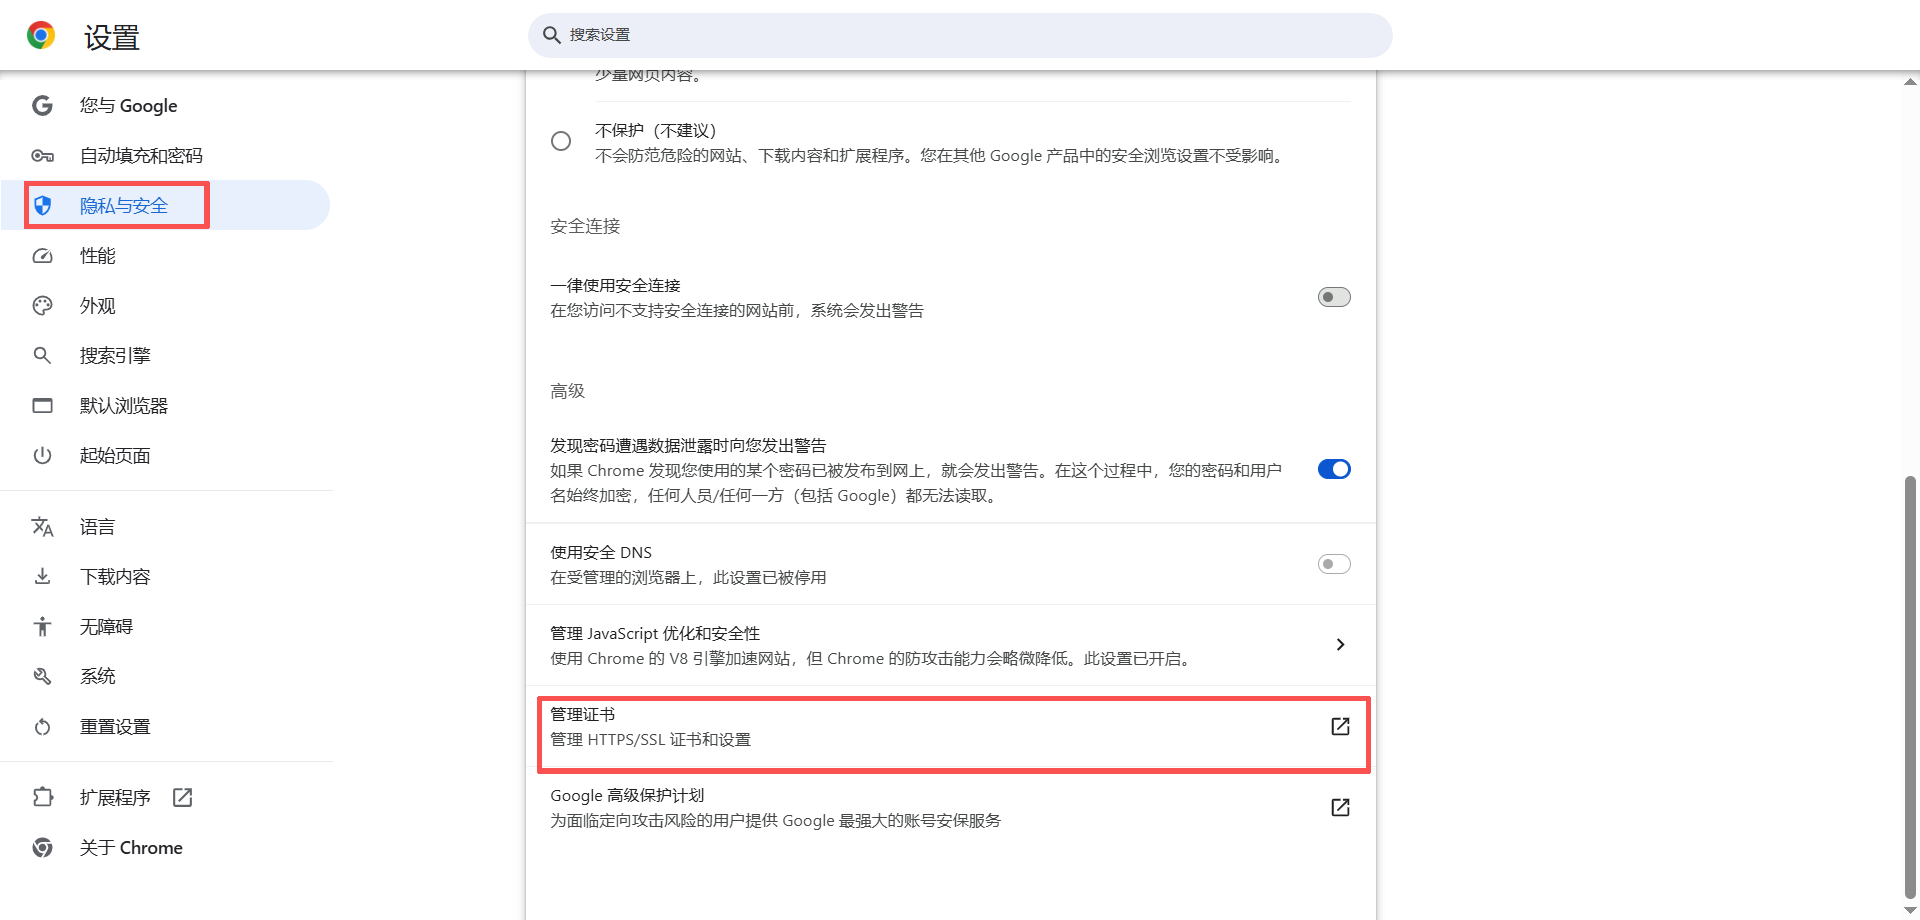 设置
搜索设置
您与 Google
自动填充和密码
隐私与安全
性能
外观
搜索引擎
默认浏览器
起始页面
语言
下载内容
无障碍
系统
重置设置
扩展程序
关于 Chrome
少量网页内容。
不保护（不建议）
不会防范危险的网站、下载内容和扩展程序。您在其他 Google 产品中的安全浏览设置不受影响。
安全连接
一律使用安全连接
在您访问不支持安全连接的网站前，系统会发出警告
高级
发现密码遭遇数据泄露时向您发出警告
如果 Chrome 发现您使用的某个密码已被发布到网上，就会发出警告。在这个过程中，您的密码和用户
名始终加密，任何人员/任何一方（包括 Google）都无法读取。
使用安全 DNS
在受管理的浏览器上，此设置已被停用
管理 JavaScript 优化和安全性
使用 Chrome 的 V8 引擎加速网站，但 Chrome 的防攻击能力会略微降低。此设置已开启。
管理证书
管理 HTTPS/SSL 证书和设置
Google 高级保护计划
为面临定向攻击风险的用户提供 Google 最强大的账号安保服务